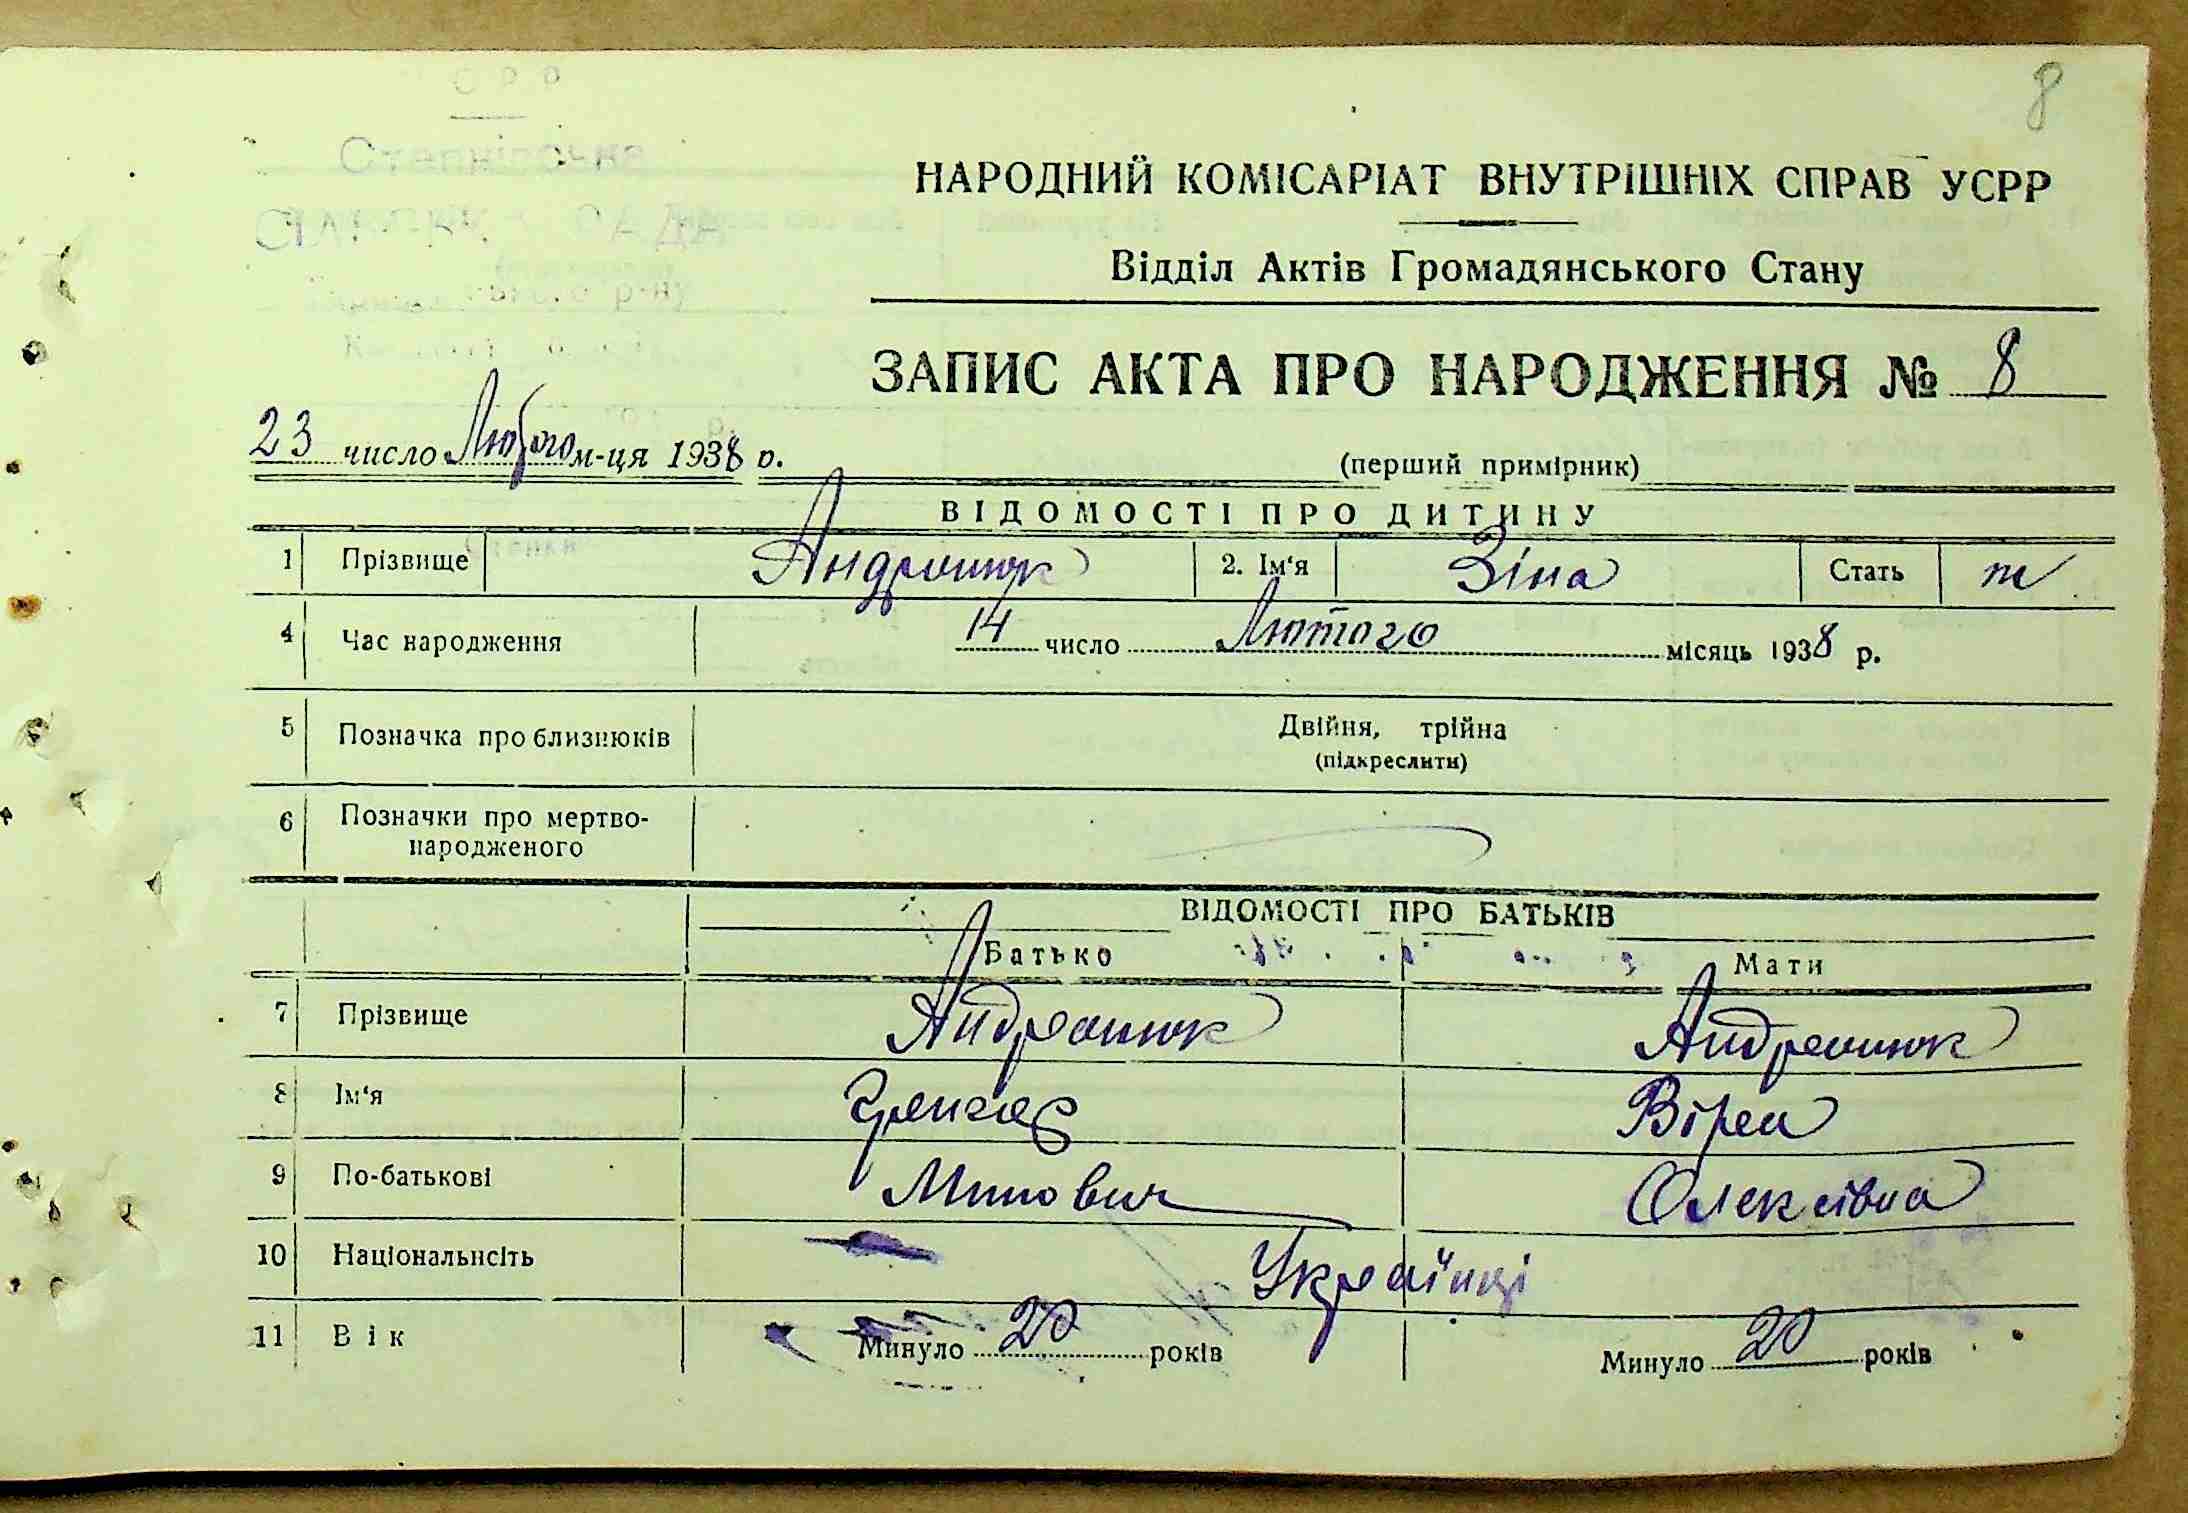 8
НАРОДНИЙ КОМІСАРІАТ ВНУТРІШНІХ СПРАВ УСРР
Відділ Актів Громадянського Стану
ЗАПИС АКТА ПРО НАРОДЖЕННЯ № 8
23 число Лютого м-ця 1938 р.
(перший примірник)
ВІДОМОСТІ ПРО ДИТИНУ
1 Прізвище Андрощук 2. Ім'я Зіна Стать ж
4 Час народження 14 число Лютого місяць 1938 р.
5 Позначка про близнюків Двійня, трійна
(підкреслити)
6 Позначки про мертво-
народженого
ВІДОМОСТІ ПРО БАТЬКІВ
Батько Мати
7 Прізвище Андрощук Андрощук
8 Ім'я Віра
9 По-батькові Олексівна
10 Національнсіть Українці
11 Вік Минуло 20 років Минуло 20 років